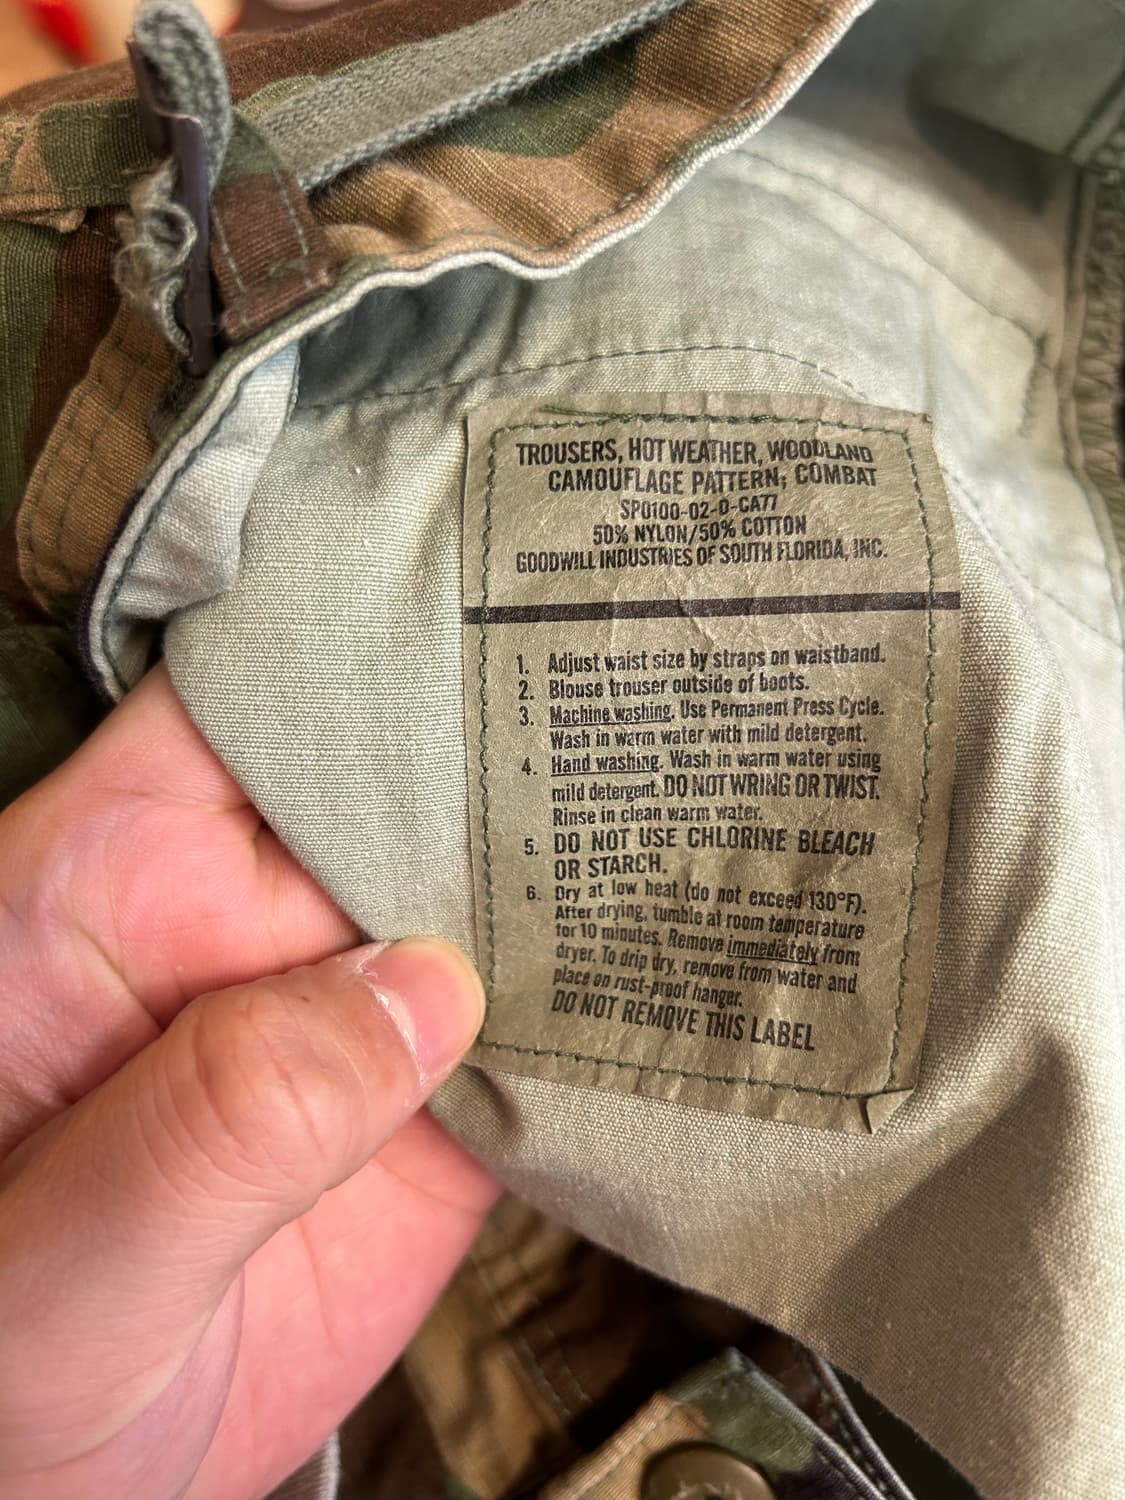 TROUSERS, HOT WEATHER, WOODLAND
CAMOUFLAGE PATTERN; COMBAT
SP0100-02-D-CA77
50% NYLON/50% COTTON
GOODWILL INDUSTRIES OF SOUTH FLORIDA, INC.
1. Adjust waist size by straps on waistband.
2. Blouse trouser outside of boots.
3. Machine washing. Use Permanent Press Cycle.
Wash in warm water with mild detergent.
4. Hand washing. Wash in warm water using
mild detergent. DO NOT WRING OR TWIST.
Rinse in clean warm water.
5. DO NOT USE CHLORINE BLEACH
OR STARCH.
6. Dry at low heat (do not exceed 130°F).
After drying, tumble at room temperature
for 10 minutes. Remove immediately from
dryer. To drip dry, remove from water and
place on rust-proof hanger.
DO NOT REMOVE THIS LABEL